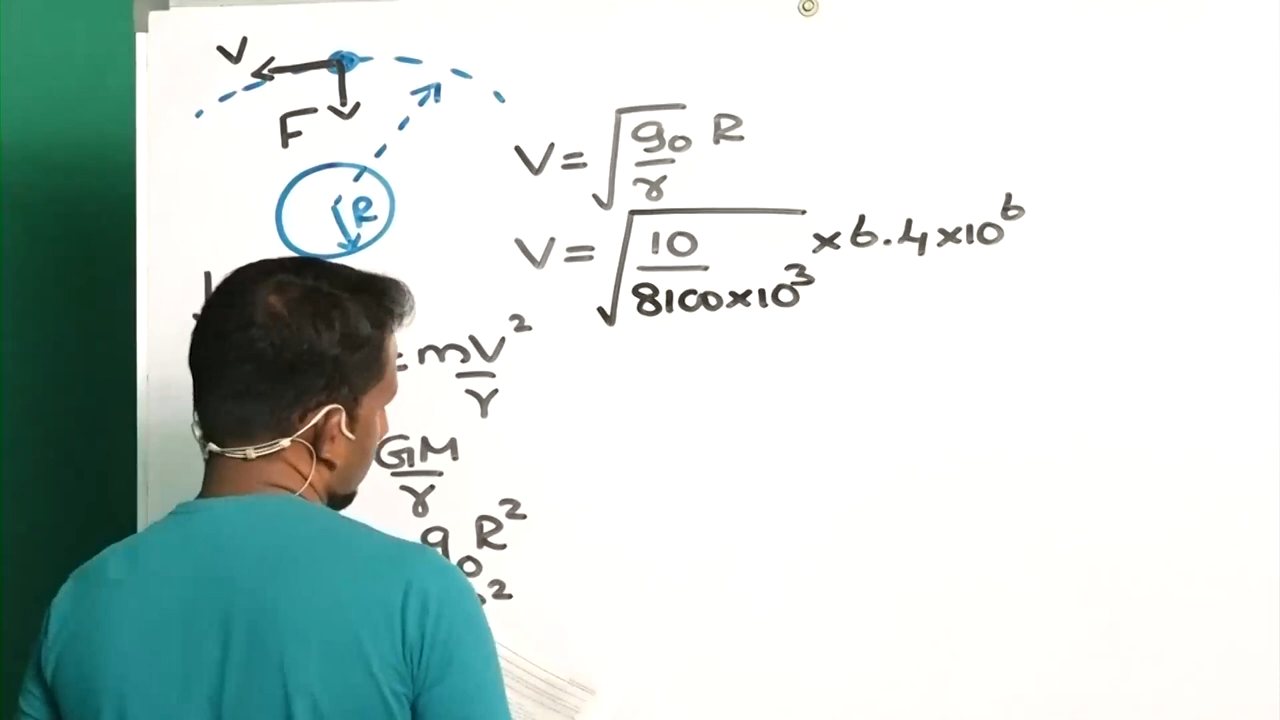 V
F
R
V = √(g₀/r) R
V = √(10/8100×10³) × 6.4×10⁶
= mV²/r
GM/r
g₀R²